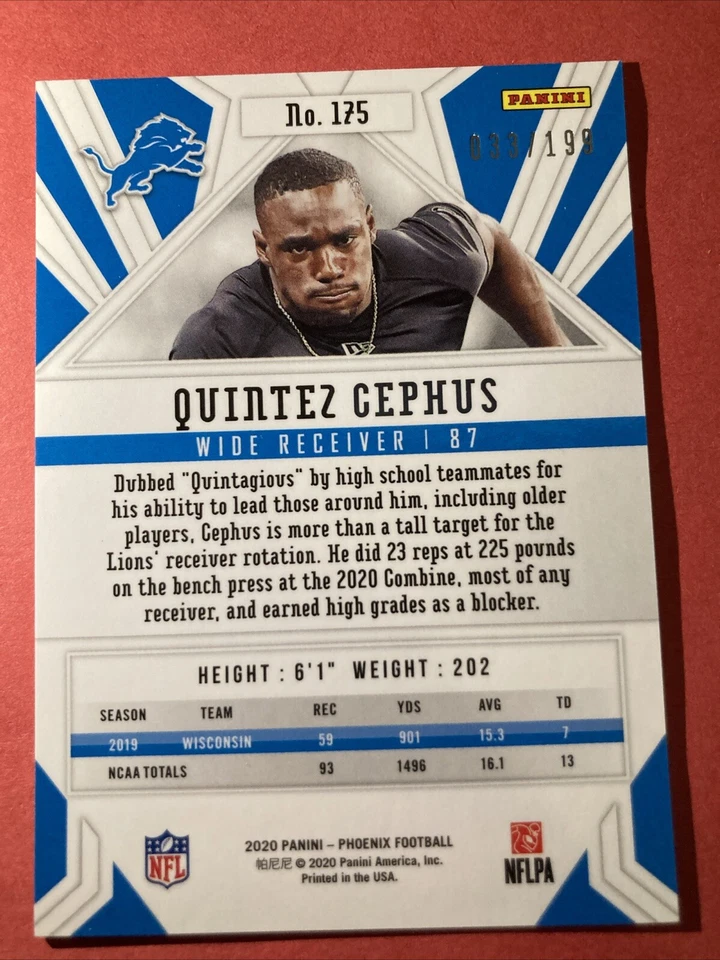 No. 175
PANINI
033/199
QUINTEZ CEPHUS
WIDE RECEIVER | 87
Dubbed "Quintagious" by high school teammates for
his ability to lead those around him, including older
players, Cephus is more than a tall target for the
Lions' receiver rotation. He did 23 reps at 225 pounds
on the bench press at the 2020 Combine, most of any
receiver, and earned high grades as a blocker.
HEIGHT : 6'1" WEIGHT : 202
SEASON TEAM REC YDS AVG TD
2019 WISCONSIN 59 901 15.3 7
NCAA TOTALS 93 1496 16.1 13
NFL
2020 PANINI – PHOENIX FOOTBALL
帕尼尼 © 2020 Panini America, Inc.
Printed in the USA.
NFLPA